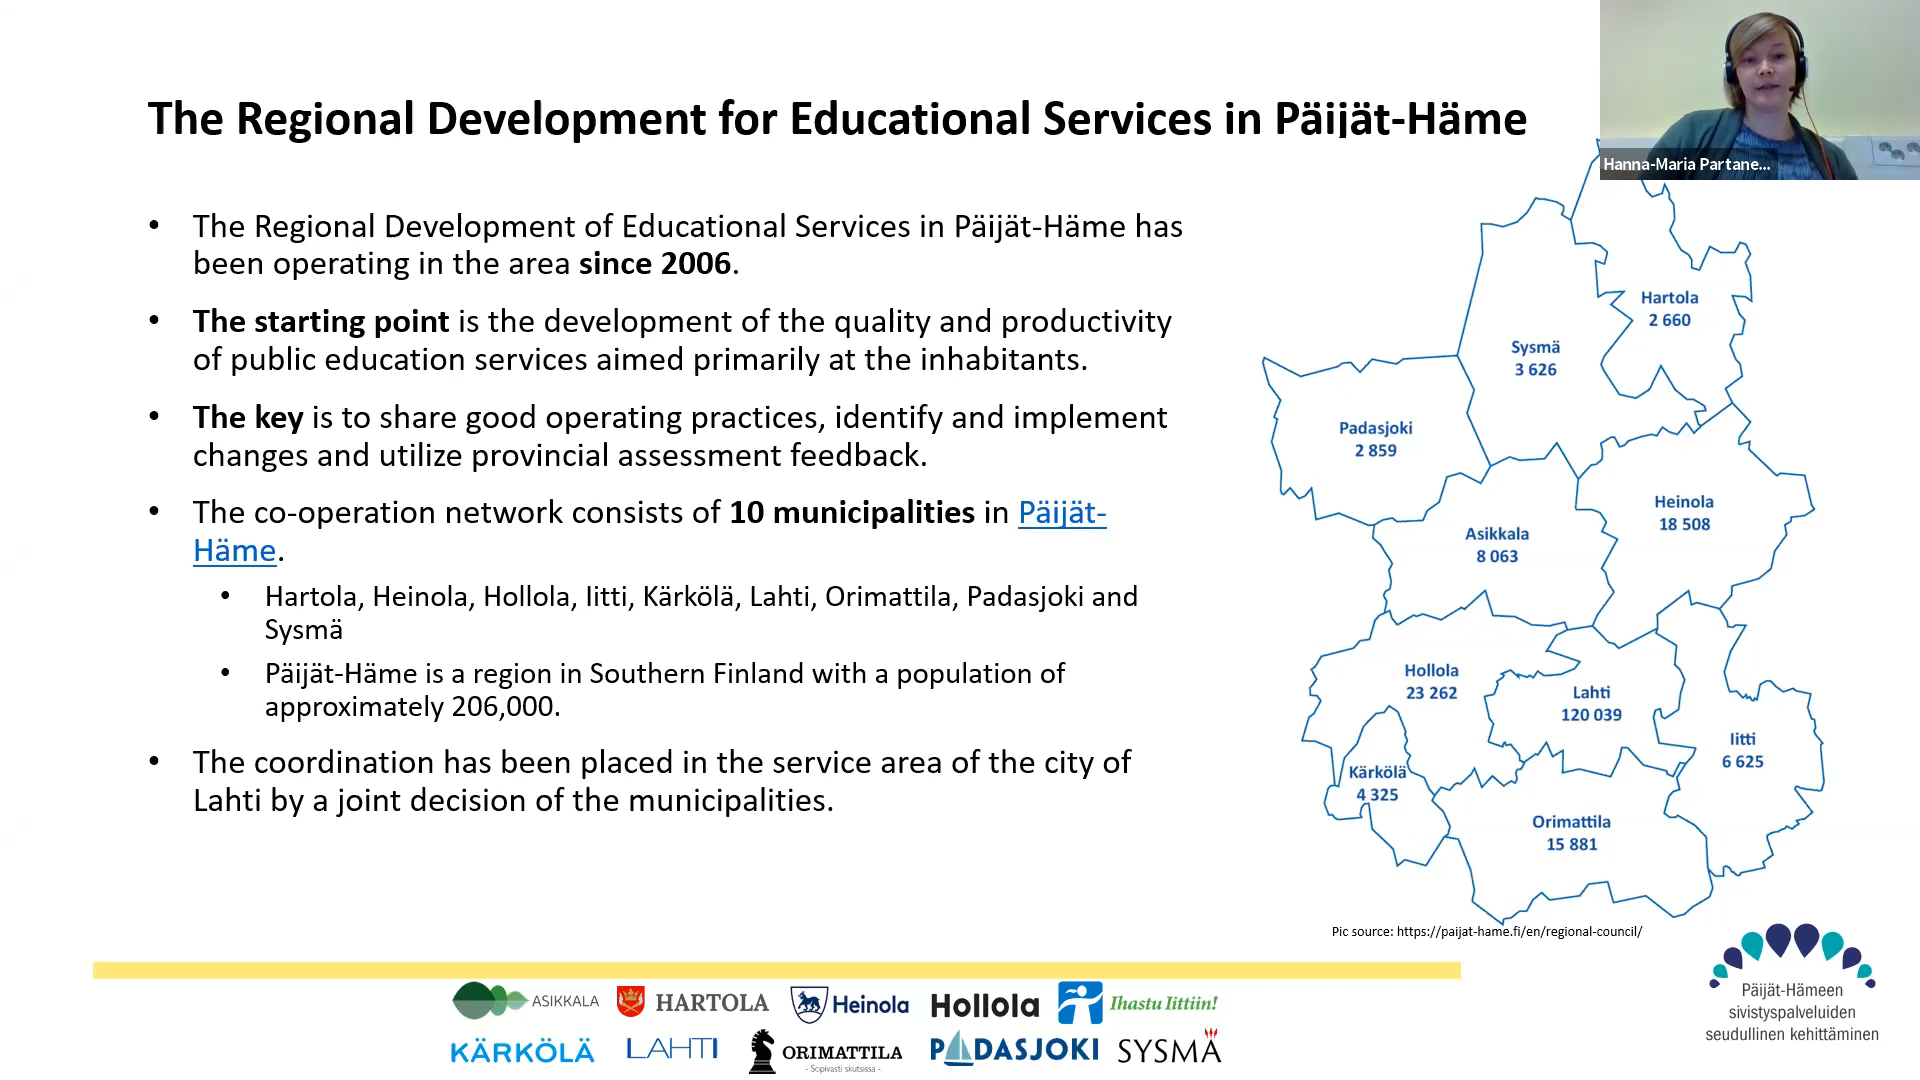 The Regional Development for Educational Services in Päijät-Häme
Hanna-Maria Partane...
• The Regional Development of Educational Services in Päijät-Häme has
been operating in the area since 2006.
• The starting point is the development of the quality and productivity
of public education services aimed primarily at the inhabitants.
• The key is to share good operating practices, identify and implement
changes and utilize provincial assessment feedback.
• The co-operation network consists of 10 municipalities in Päijät-
Häme.
• Hartola, Heinola, Hollola, Iitti, Kärkölä, Lahti, Orimattila, Padasjoki and
Sysmä
• Päijät-Häme is a region in Southern Finland with a population of
approximately 206,000.
• The coordination has been placed in the service area of the city of
Lahti by a joint decision of the municipalities.
Hartola
2 660
Sysmä
3 626
Padasjoki
2 859
Heinola
18 508
Asikkala
8 063
Hollola
23 262
Lahti
120 039
Iitti
6 625
Kärkölä
4 325
Orimattila
15 881
Pic source: https://paijat-hame.fi/en/regional-council/
ASIKKALA
HARTOLA
Heinola
Hollola
Ihastu Iittiin!
KÄRKÖLÄ
LAHTI
ORIMATTILA
- Sopivasti skutsissa -
PADASJOKI
SYSMÄ
Päijät-Hämeen
sivistyspalveluiden
seudullinen kehittäminen